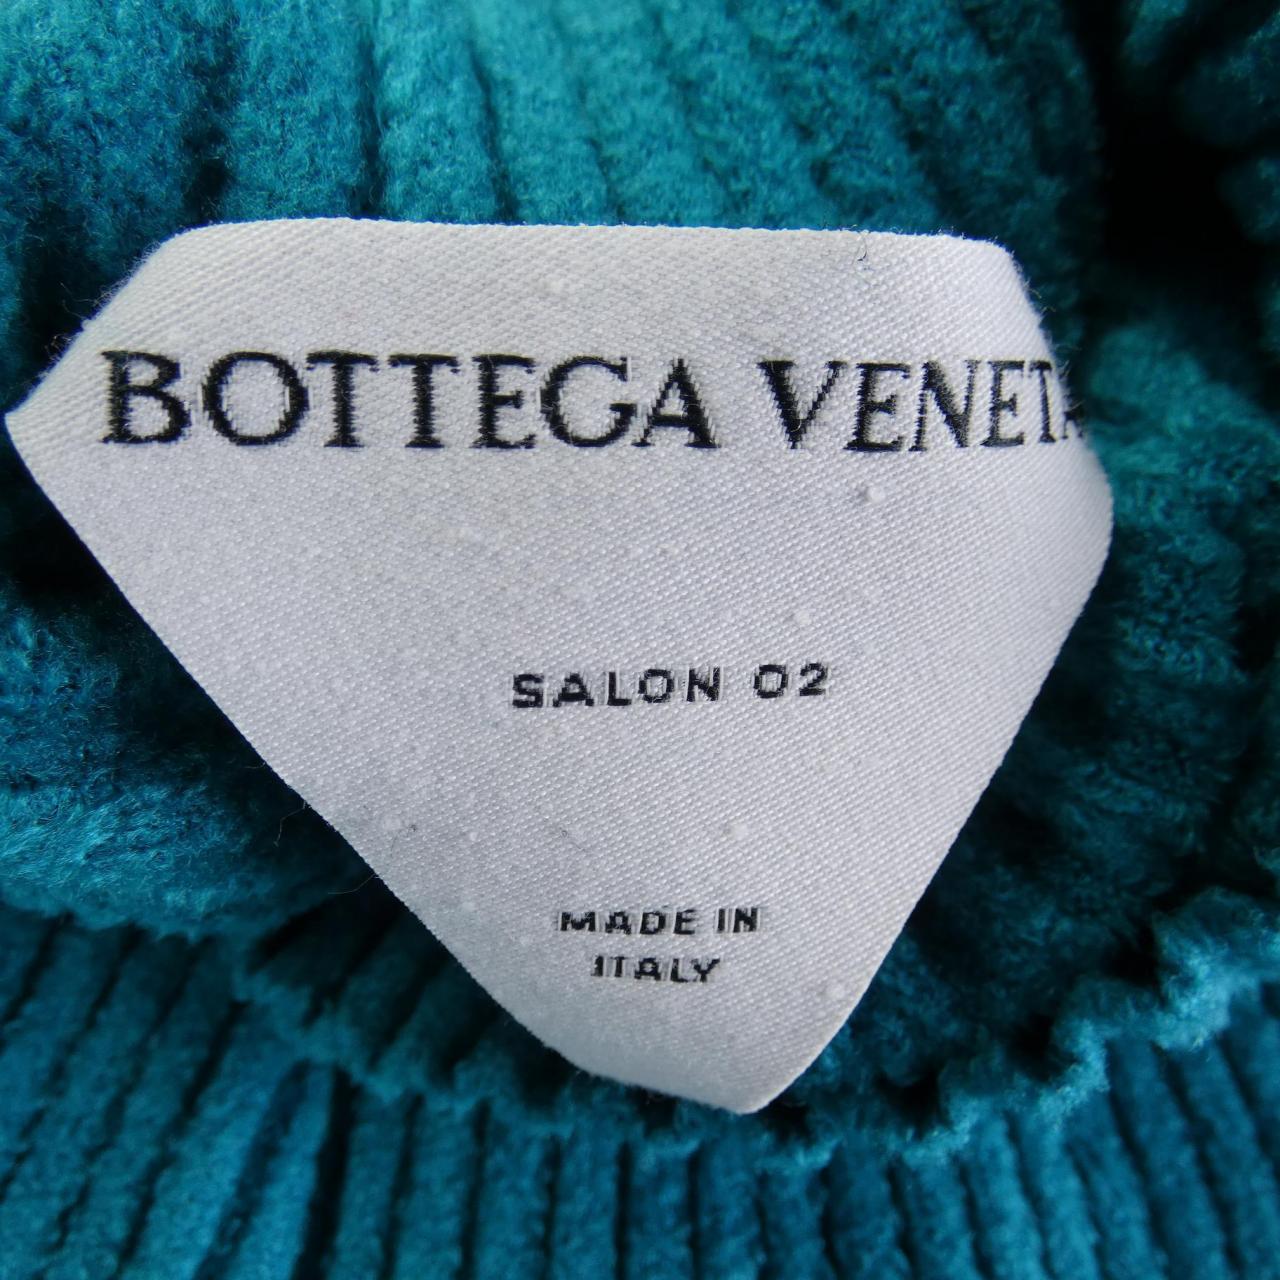 BOTTEGA VENETA
SALON 02
MADE IN
ITALY